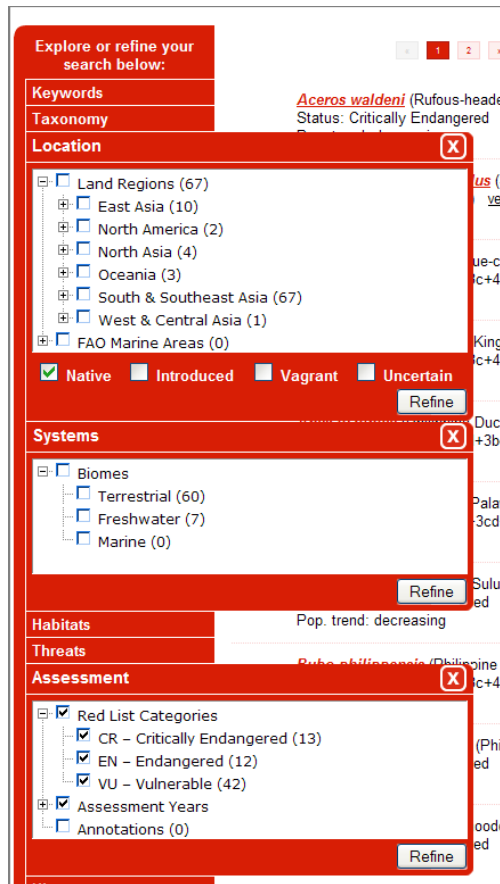 Explore or refine your
search below:
Keywords
Taxonomy
Location
X
Land Regions (67)
East Asia (10)
North America (2)
North Asia (4)
Oceania (3)
South & Southeast Asia (67)
West & Central Asia (1)
FAO Marine Areas (0)
Native Introduced Vagrant Uncertain
Refine
Systems
X
Biomes
Terrestrial (60)
Freshwater (7)
Marine (0)
Refine
Habitats
Threats
Assessment
X
Red List Categories
CR – Critically Endangered (13)
EN – Endangered (12)
VU – Vulnerable (42)
Assessment Years
Annotations (0)
Refine
1 2
Aceros waldeni (Rufous-heade
Status: Critically Endangered
Pop. trend: decreasing